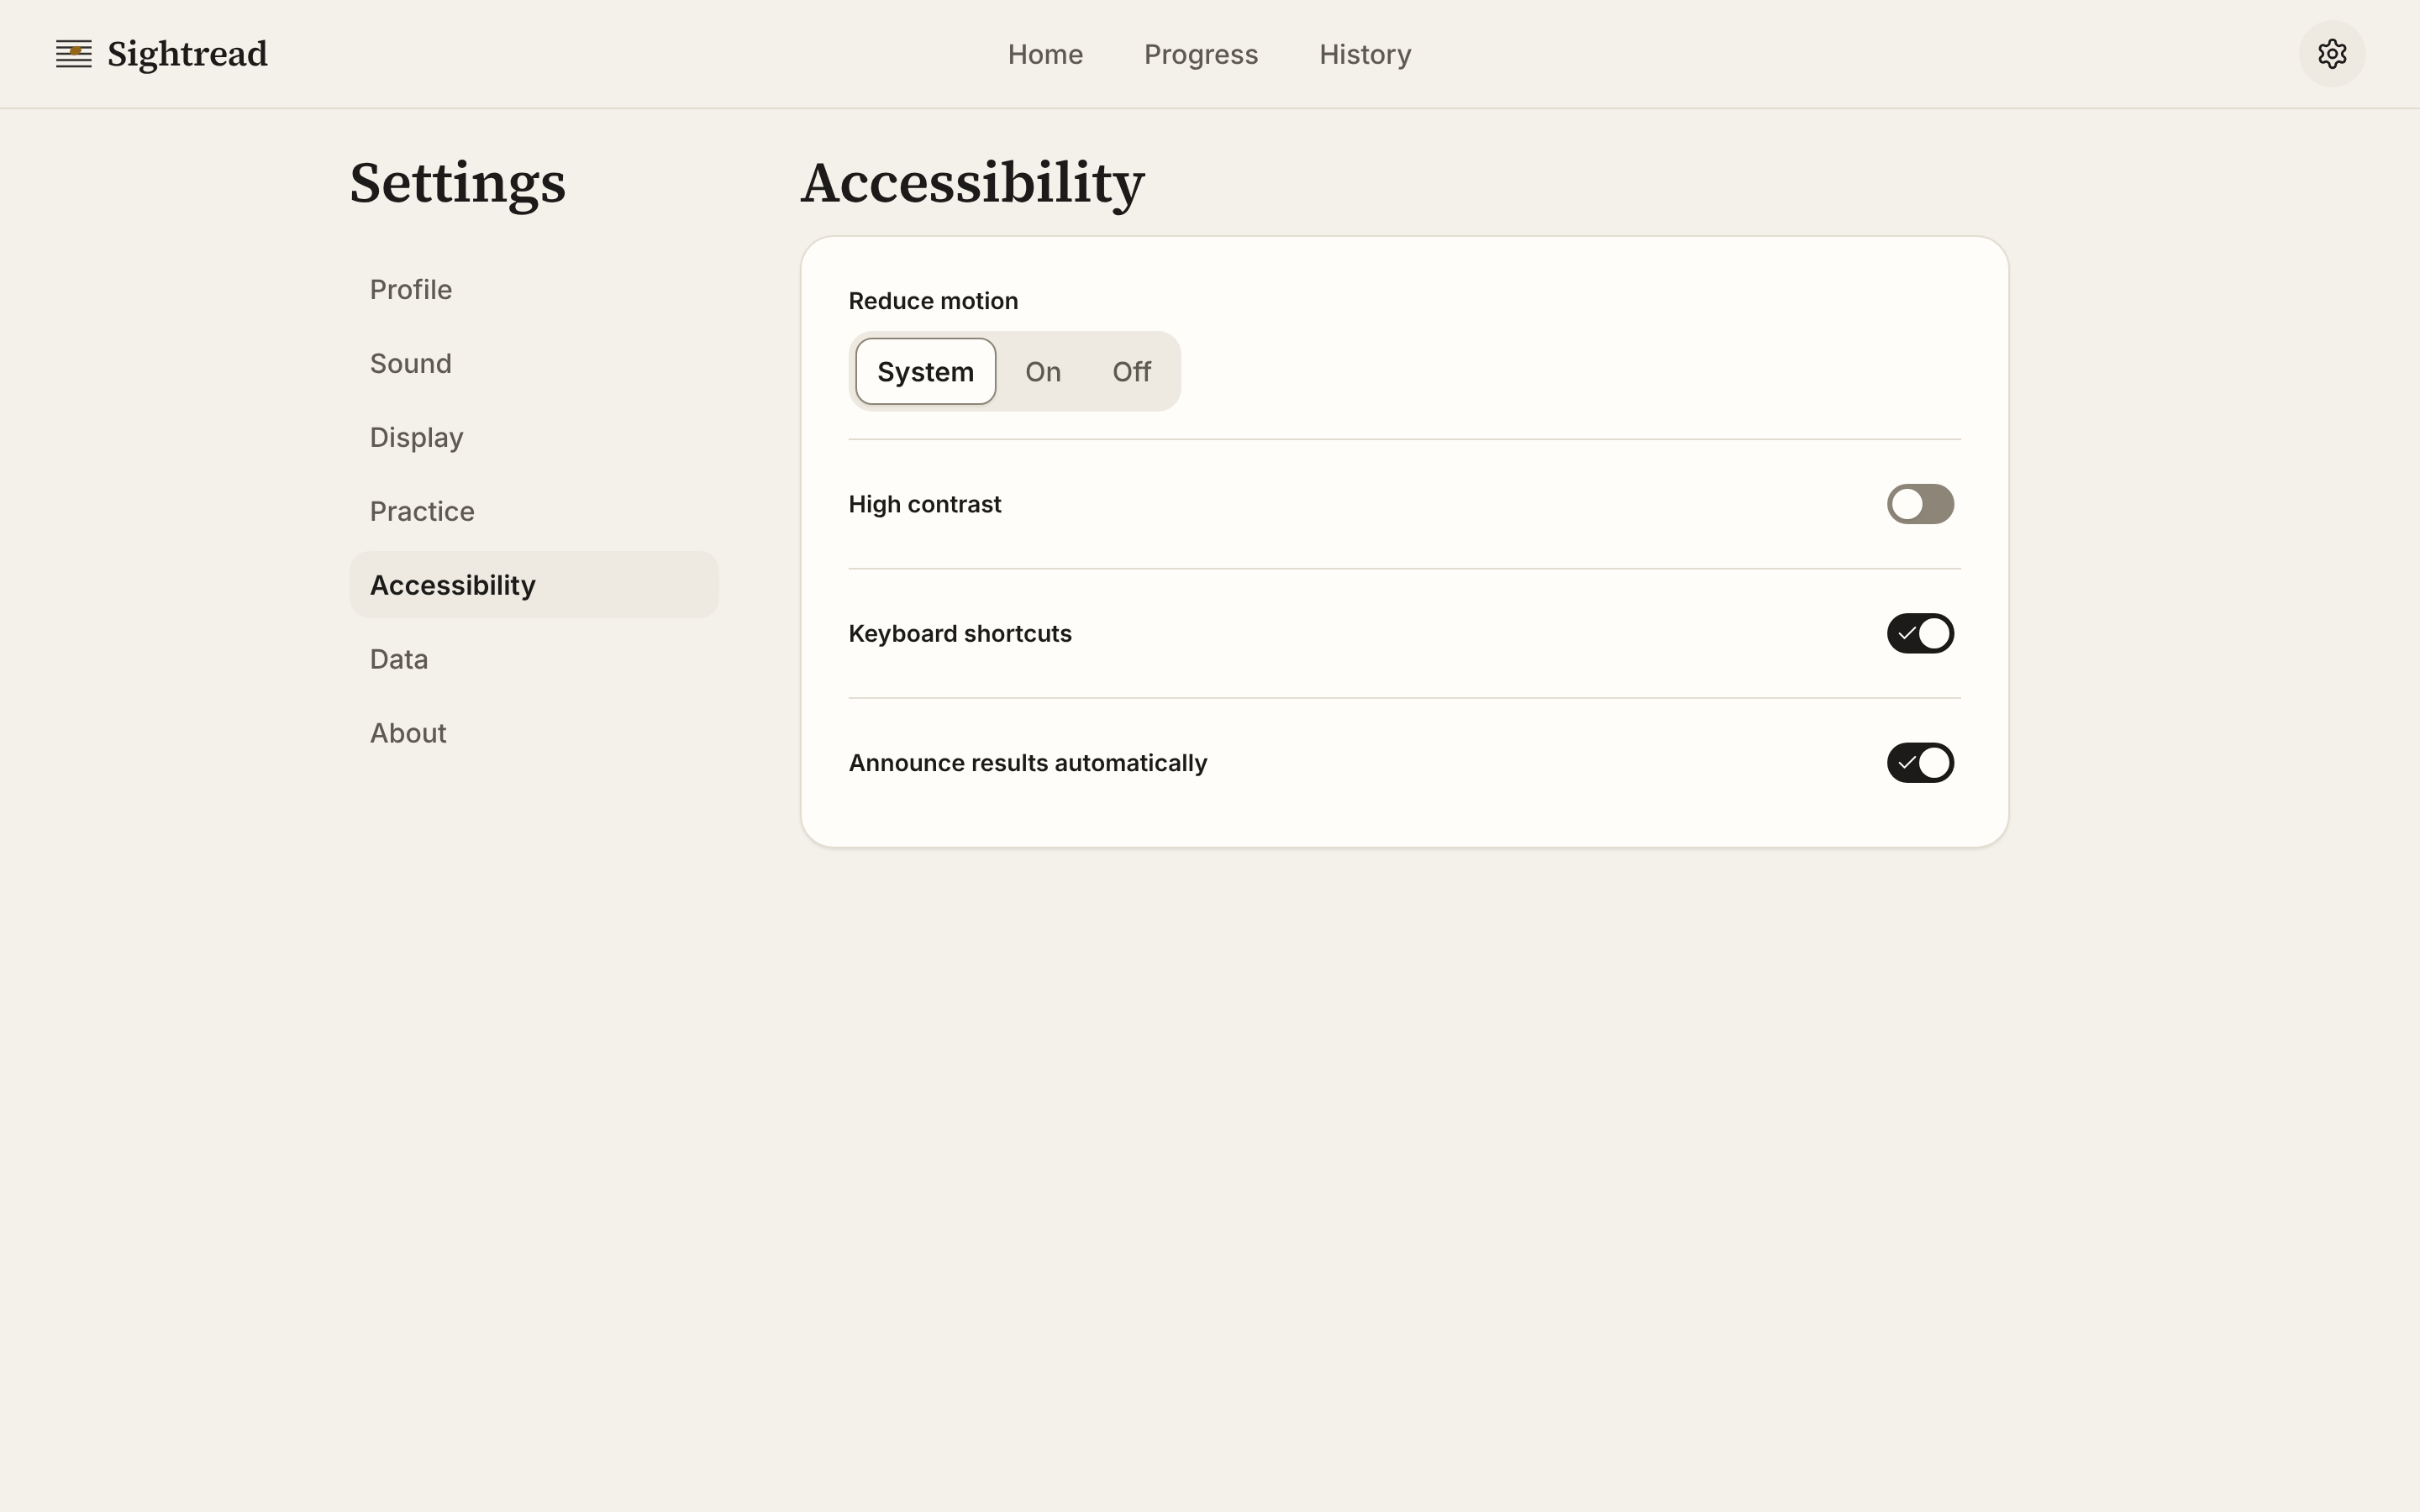 Sightread
Home
Progress
History
Settings
Profile
Sound
Display
Practice
Accessibility
Data
About
Accessibility
Reduce motion
System
On
Off
High contrast
Keyboard shortcuts
Announce results automatically